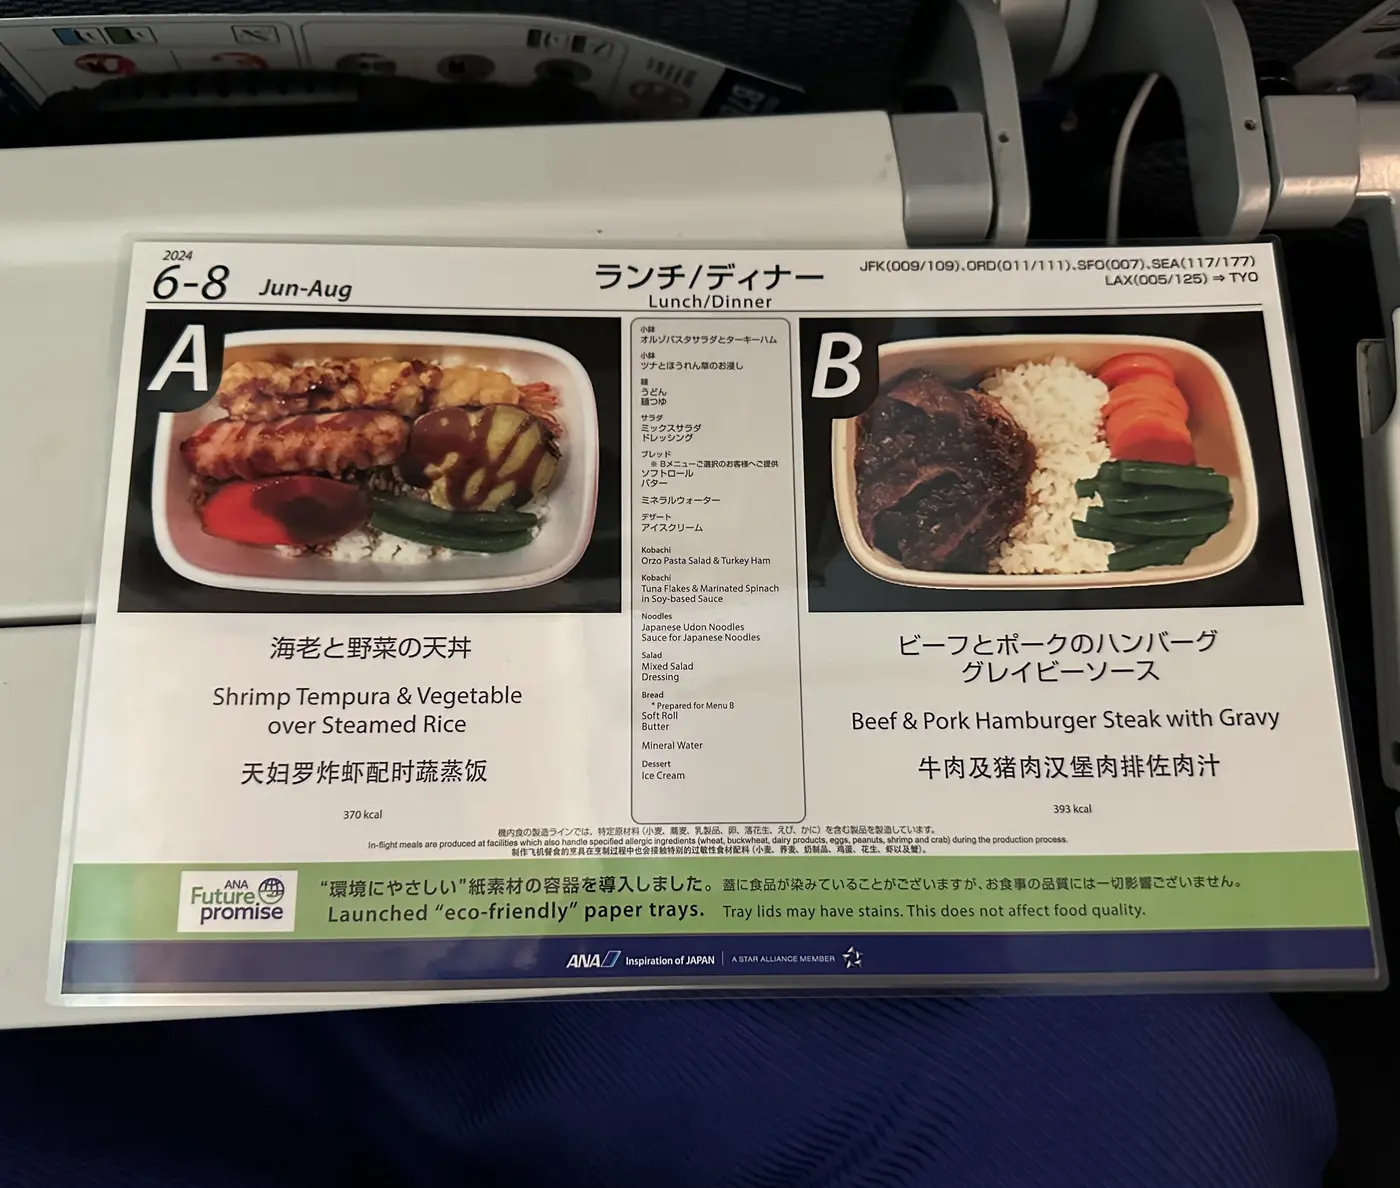 2024
6-8 Jun-Aug
ランチ/ディナー
Lunch/Dinner
JFK(009/109)、ORD(011/111)、SFO(007)、SEA(117/177)
LAX(005/125) ⇒ TYO
A
海老と野菜の天丼
Shrimp Tempura & Vegetable
over Steamed Rice
天妇罗炸虾配时蔬蒸饭
370 kcal
小鉢
オルゾパスタサラダとターキーハム
小鉢
ツナとほうれん草のお浸し
麺
うどん
麺つゆ
サラダ
ミックスサラダ
ドレッシング
ブレッド
※ Bメニューご選択のお客様へご提供
ソフトロール
バター
ミネラルウォーター
デザート
アイスクリーム
Kobachi
Orzo Pasta Salad & Turkey Ham
Kobachi
Tuna Flakes & Marinated Spinach
in Soy-based Sauce
Noodles
Japanese Udon Noodles
Sauce for Japanese Noodles
Salad
Mixed Salad
Dressing
Bread
* Prepared for Menu B
Soft Roll
Butter
Mineral Water
Dessert
Ice Cream
B
ビーフとポークのハンバーグ
グレイビーソース
Beef & Pork Hamburger Steak with Gravy
牛肉及猪肉汉堡肉排佐肉汁
393 kcal
機内食の製造ラインでは、特定原材料（小麦、蕎麦、乳製品、卵、落花生、えび、かに）を含む製品を製造しています。
In-flight meals are produced at facilities which also handle specified allergic ingredients (wheat, buckwheat, dairy products, eggs, peanuts, shrimp and crab) during the production process.
制作飞机餐食的烹具在烹制过程中也会接触特别的过敏性食材配料（小麦、荞麦、奶制品、鸡蛋、花生、虾以及蟹）。
ANA
Future
promise
“環境にやさしい”紙素材の容器を導入しました。蓋に食品が染みていることがございますが、お食事の品質には一切影響ございません。
Launched “eco-friendly” paper trays. Tray lids may have stains. This does not affect food quality.
ANA Inspiration of JAPAN A STAR ALLIANCE MEMBER